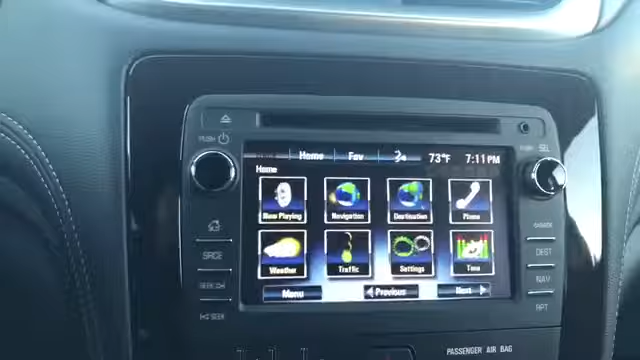 PUSH
SEL
Home Fav 73°F 7:11 PM
Home
Now Playing Navigation Destination Phone
Weather Traffic Settings Tone
Menu Previous Next
SRCE
DEST
NAV
RPT
PASSENGER AIR BAG